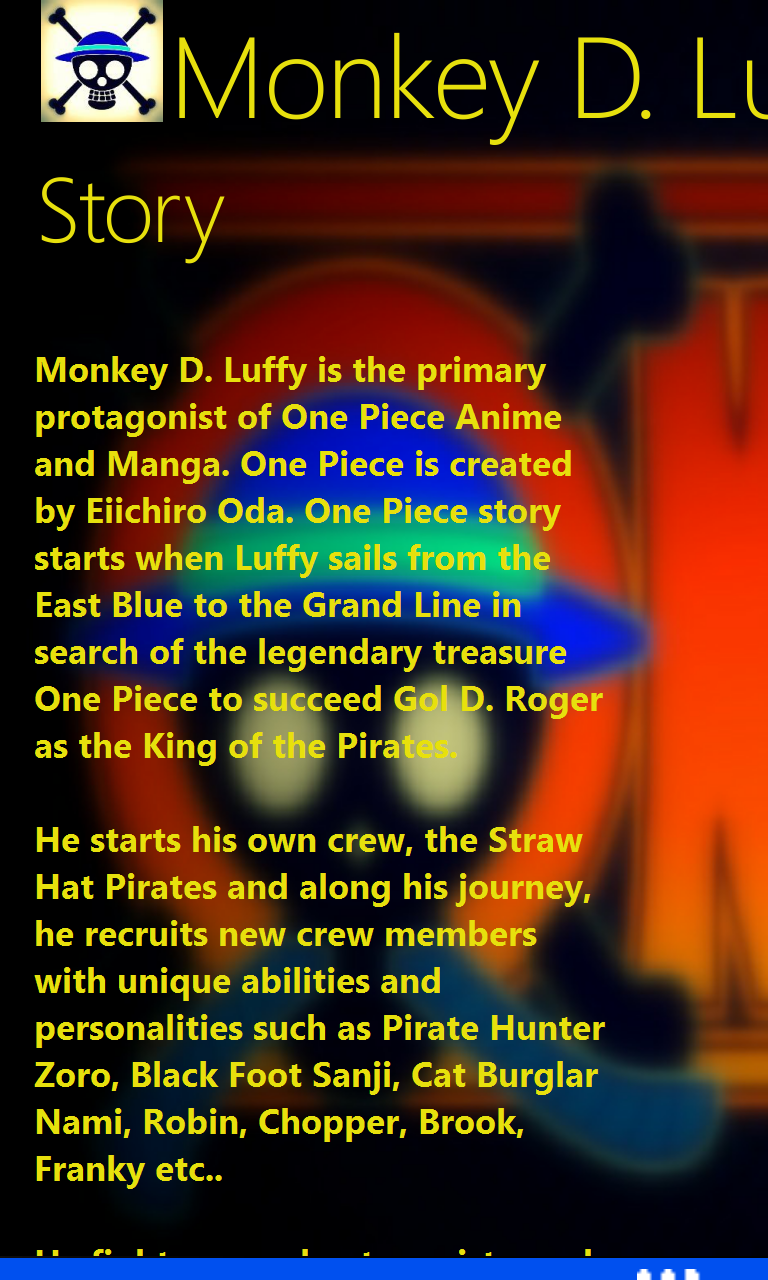 Monkey D. Lu
Story
Monkey D. Luffy is the primary
protagonist of One Piece Anime
and Manga. One Piece is created
by Eiichiro Oda. One Piece story
starts when Luffy sails from the
East Blue to the Grand Line in
search of the legendary treasure
One Piece to succeed Gol D. Roger
as the King of the Pirates.
He starts his own crew, the Straw
Hat Pirates and along his journey,
he recruits new crew members
with unique abilities and
personalities such as Pirate Hunter
Zoro, Black Foot Sanji, Cat Burglar
Nami, Robin, Chopper, Brook,
Franky etc..